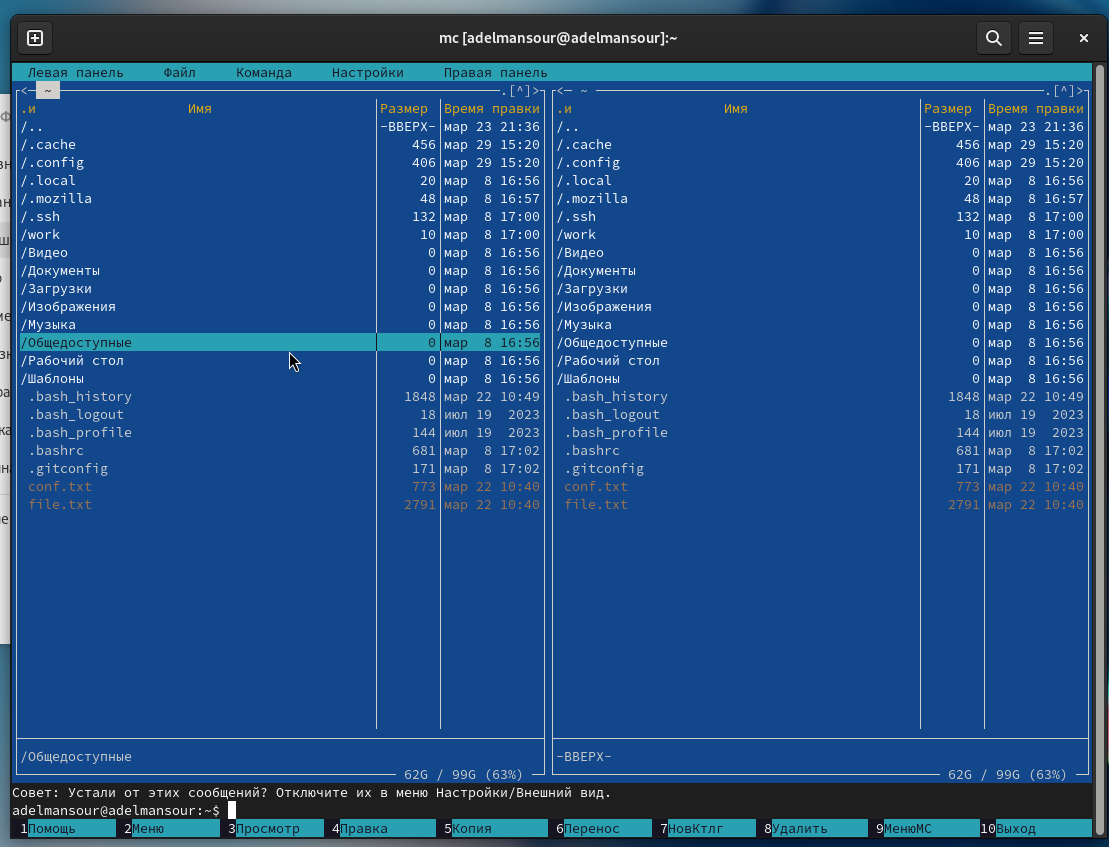 mc [adelmansour@adelmansour]:~
Левая панель Файл Команда Настройки Правая панель
<─ ~ .[^]> <─ ~ .[^]>
.и Имя Размер Время правки .и Имя Размер Время правки
/.. -ВВЕРХ- мар 23 21:36 /.. -ВВЕРХ- мар 23 21:36
/.cache 456 мар 29 15:20 /.cache 456 мар 29 15:20
/.config 406 мар 29 15:20 /.config 406 мар 29 15:20
/.local 20 мар 8 16:56 /.local 20 мар 8 16:56
/.mozilla 48 мар 8 16:57 /.mozilla 48 мар 8 16:57
/.ssh 132 мар 8 17:00 /.ssh 132 мар 8 17:00
/work 10 мар 8 17:00 /work 10 мар 8 17:00
/Видео 0 мар 8 16:56 /Видео 0 мар 8 16:56
/Документы 0 мар 8 16:56 /Документы 0 мар 8 16:56
/Загрузки 0 мар 8 16:56 /Загрузки 0 мар 8 16:56
/Изображения 0 мар 8 16:56 /Изображения 0 мар 8 16:56
/Музыка 0 мар 8 16:56 /Музыка 0 мар 8 16:56
/Общедоступные 0 мар 8 16:56 /Общедоступные 0 мар 8 16:56
/Рабочий стол 0 мар 8 16:56 /Рабочий стол 0 мар 8 16:56
/Шаблоны 0 мар 8 16:56 /Шаблоны 0 мар 8 16:56
.bash_history 1848 мар 22 10:49 .bash_history 1848 мар 22 10:49
.bash_logout 18 июл 19 2023 .bash_logout 18 июл 19 2023
.bash_profile 144 июл 19 2023 .bash_profile 144 июл 19 2023
.bashrc 681 мар 8 17:02 .bashrc 681 мар 8 17:02
.gitconfig 171 мар 8 17:02 .gitconfig 171 мар 8 17:02
conf.txt 773 мар 22 10:40 conf.txt 773 мар 22 10:40
file.txt 2791 мар 22 10:40 file.txt 2791 мар 22 10:40
/Общедоступные -ВВЕРХ-
62G / 99G (63%) 62G / 99G (63%)
Совет: Устали от этих сообщений? Отключите их в меню Настройки/Внешний вид.
adelmansour@adelmansour:~$
1Помощь 2Меню 3Просмотр 4Правка 5Копия 6Перенос 7НовКтлг 8Удалить 9МенюMC 10Выход